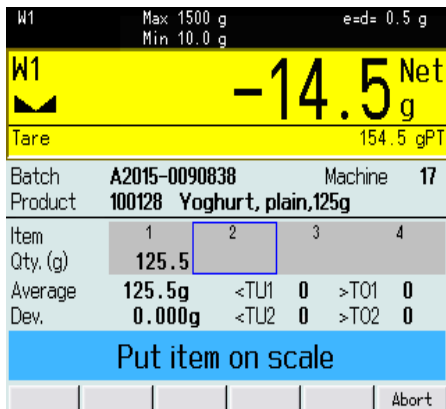 W1 Max 1500 g e=d= 0.5 g
Min 10.0 g
W1 -14.5 Net
g
Tare 154.5 gPT
Batch A2015-0090838 Machine 17
Product 100128 Yoghurt, plain,125g
Item 1 2 3 4
Qty. (g) 125.5
Average 125.5g <TU1 0 >TO1 0
Dev. 0.000g <TU2 0 >TO2 0
Put item on scale
Abort